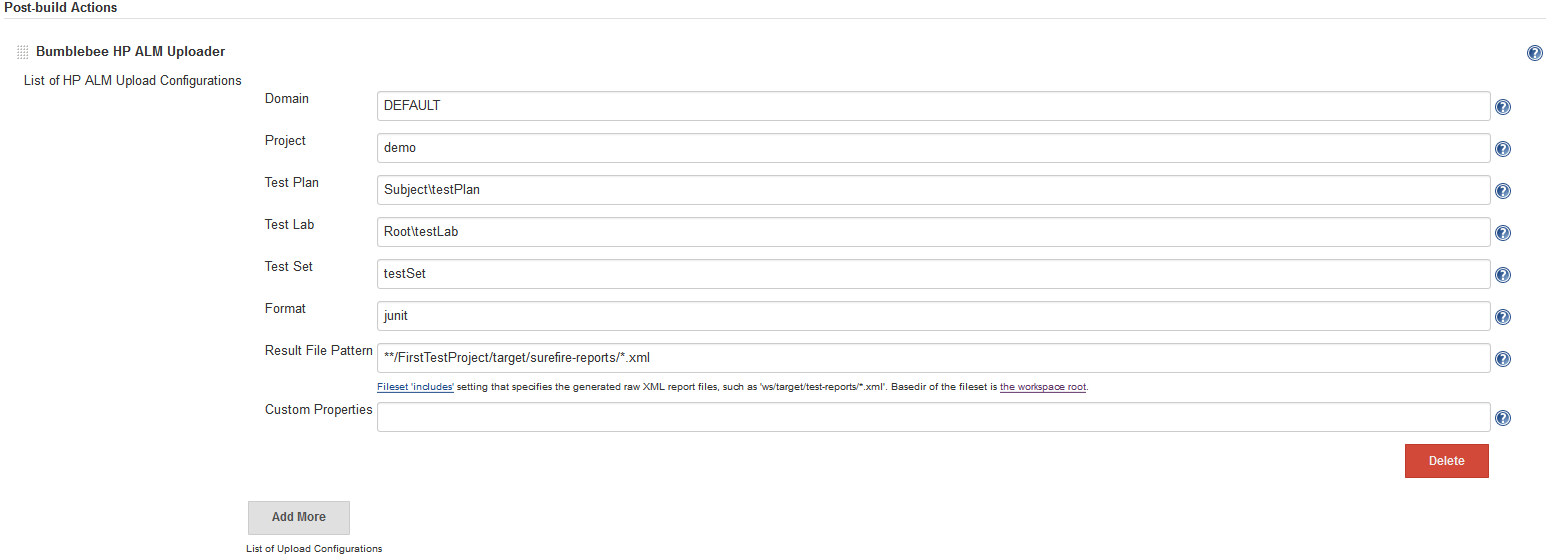 Post-build Actions
Bumblebee HP ALM Uploader
List of HP ALM Upload Configurations
Domain
DEFAULT
Project
demo
Test Plan
Subject\testPlan
Test Lab
Root\testLab
Test Set
testSet
Format
junit
Result File Pattern
**/FirstTestProject/target/surefire-reports/*.xml
Fileset 'includes' setting that specifies the generated raw XML report files, such as 'ws/target/test-reports/*.xml'. Basedir of the fileset is the workspace root.
Custom Properties
Delete
Add More
List of Upload Configurations